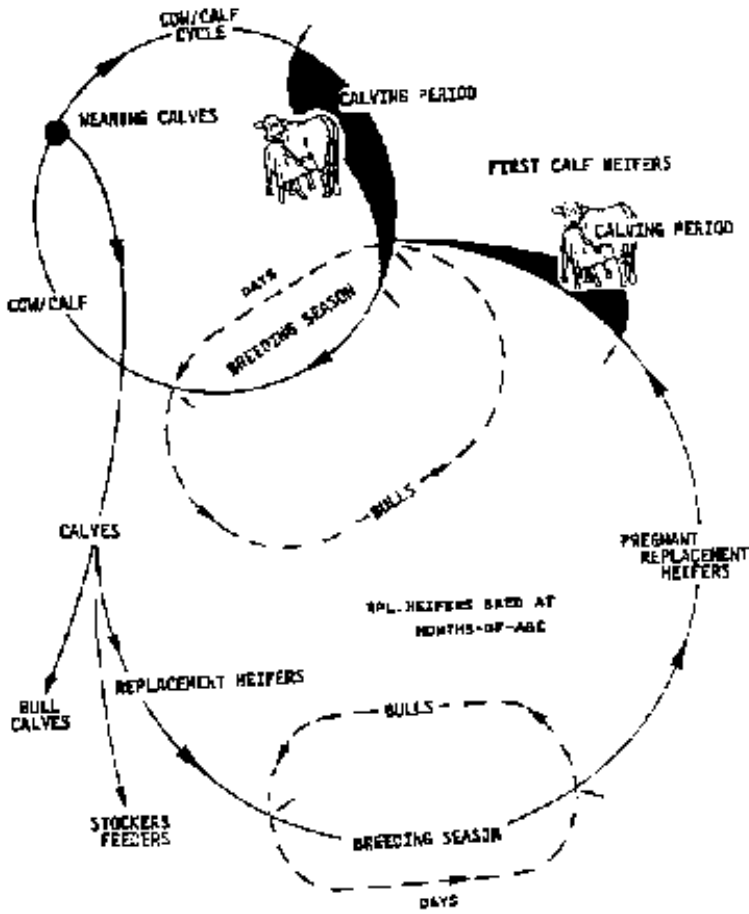 COW/CALF
CYCLE
CALVING PERIOD
WEANING CALVES
FIRST CALF HEIFERS
CALVING PERIOD
DAYS
COW/CALF
BREEDING SEASON
BULLS
CALVES
PREGNANT
REPLACEMENT
HEIFERS
RPL.HEIFERS BRED AT
MONTHS-OF-AGE
REPLACEMENT HEIFERS
BULL
CALVES
BULLS
STOCKERS
FEEDERS
BREEDING SEASON
DAYS